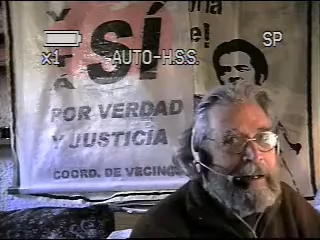 SP
x1 AUTO-H.S.S.
Y
SÍ
A
e!
POR VERDAD
Y JUSTICIA
COORD. DE VECINO